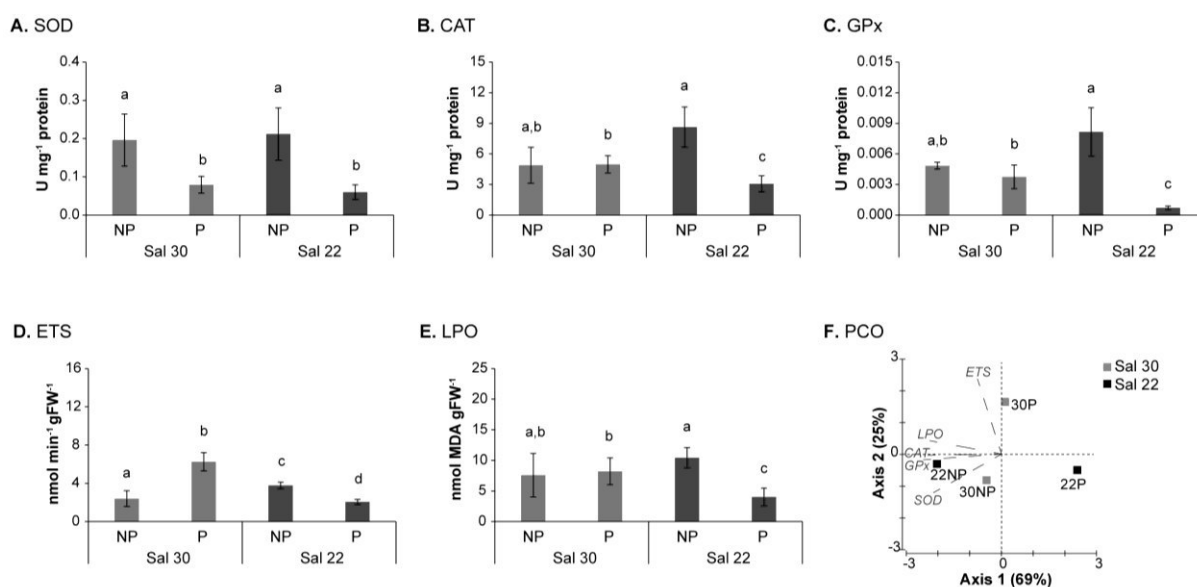 A. SOD
U mg⁻¹ protein
0.4
0.3
0.2
0.1
0.0
a
b
a
b
NP P NP P
Sal 30 Sal 22
B. CAT
U mg⁻¹ protein
15
12
9
6
3
0
a,b
b
a
c
NP P NP P
Sal 30 Sal 22
C. GPx
U mg⁻¹ protein
0.015
0.012
0.009
0.006
0.003
0.000
a,b
b
a
c
NP P NP P
Sal 30 Sal 22
D. ETS
nmol min⁻¹ gFW⁻¹
16
12
8
4
0
a
b
c
d
NP P NP P
Sal 30 Sal 22
E. LPO
nmol MDA gFW⁻¹
25
20
15
10
5
0
a,b
b
a
c
NP P NP P
Sal 30 Sal 22
F. PCO
Axis 2 (25%)
3
0
-3
Sal 30
Sal 22
ETS
30P
LPO
CAT
GPx
22NP
30NP
22P
SOD
-3 0 3
Axis 1 (69%)